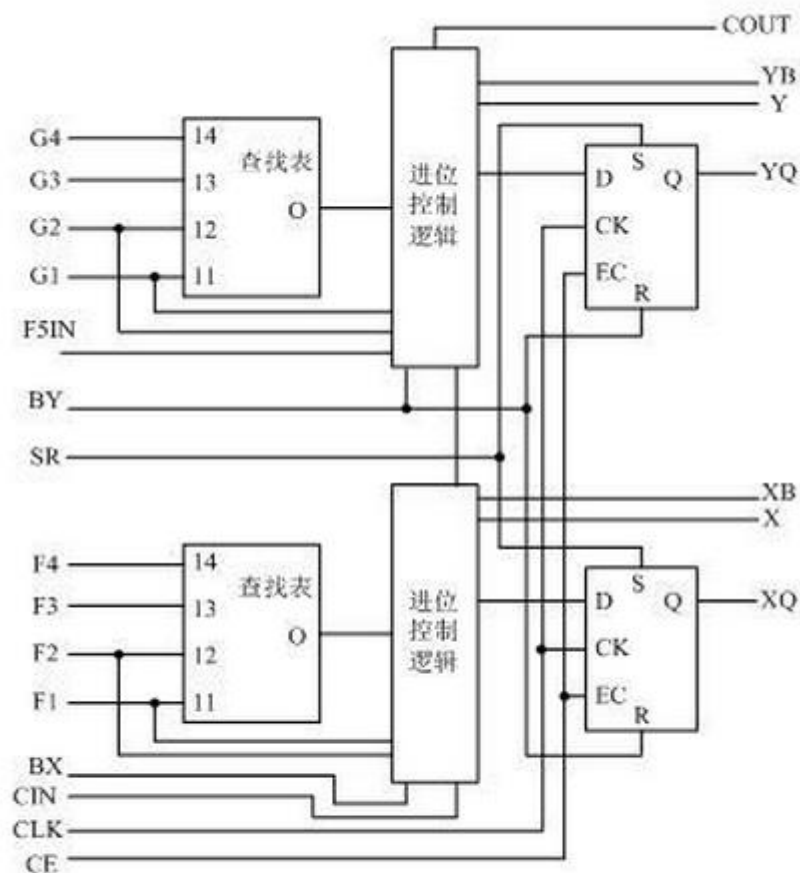 COUT
YB
Y
G4
14
查找表
S
G3
13
进位
D
Q
YQ
G2
12
O
控制
逻辑
CK
G1
11
EC
R
F5IN
BY
SR
XB
X
F4
14
查找表
S
F3
13
进位
D
Q
XQ
F2
12
O
控制
逻辑
CK
F1
11
EC
R
BX
CIN
CLK
CE